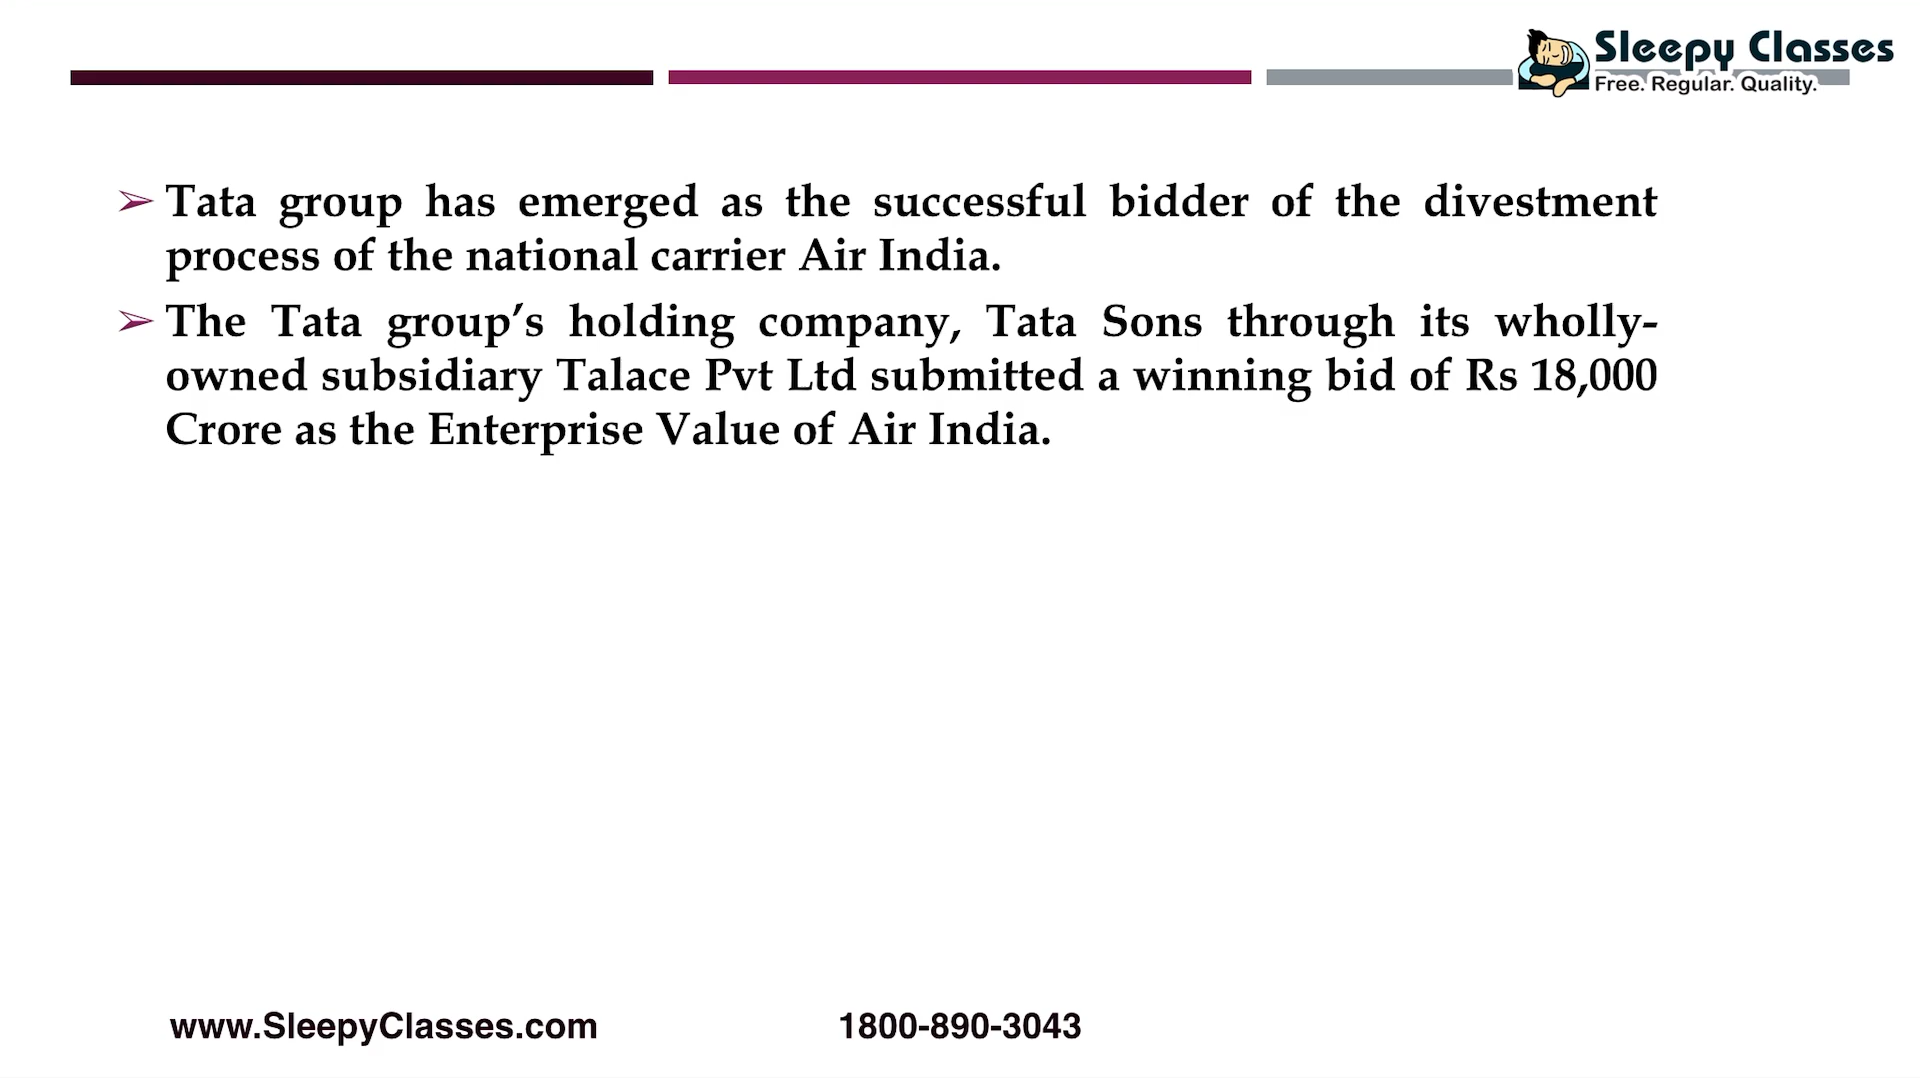 Sleepy Classes
Free. Regular. Quality.
➢ Tata group has emerged as the successful bidder of the divestment
process of the national carrier Air India.
➢ The Tata group’s holding company, Tata Sons through its wholly-
owned subsidiary Talace Pvt Ltd submitted a winning bid of Rs 18,000
Crore as the Enterprise Value of Air India.
www.SleepyClasses.com 1800-890-3043